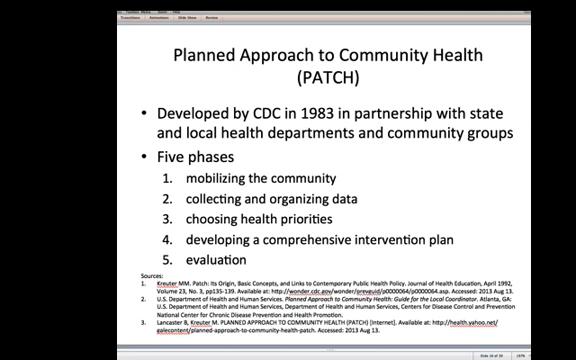 Transitions Animations Slide Show Review
Planned Approach to Community Health
(PATCH)
• Developed by CDC in 1983 in partnership with state
and local health departments and community groups
• Five phases
1. mobilizing the community
2. collecting and organizing data
3. choosing health priorities
4. developing a comprehensive intervention plan
5. evaluation
Sources:
1. Kreuter MM. Patch: Its Origin, Basic Concepts, and Links to Contemporary Public Health Policy. Journal of Health Education, April 1992,
Volume 23, No. 3, pp135-139. Available at: http://wonder.cdc.gov/wonder/prevguid/p0000064/p0000064.asp. Accessed: 2013 Aug 13.
2. U.S. Department of Health and Human Services. Planned Approach to Community Health: Guide for the Local Coordinator. Atlanta, GA:
U.S. Department of Health and Human Services, Department of Health and Human Services, Centers for Disease Control and Prevention
National Center for Chronic Disease Prevention and Health Promotion.
3. Lancaster B, Kreuter M. PLANNED APPROACH TO COMMUNITY HEALTH (PATCH) [Internet]. Available at: http://health.yahoo.net/
galecontent/planned-approach-to-community-health-patch. Accessed: 2013 Aug 13.